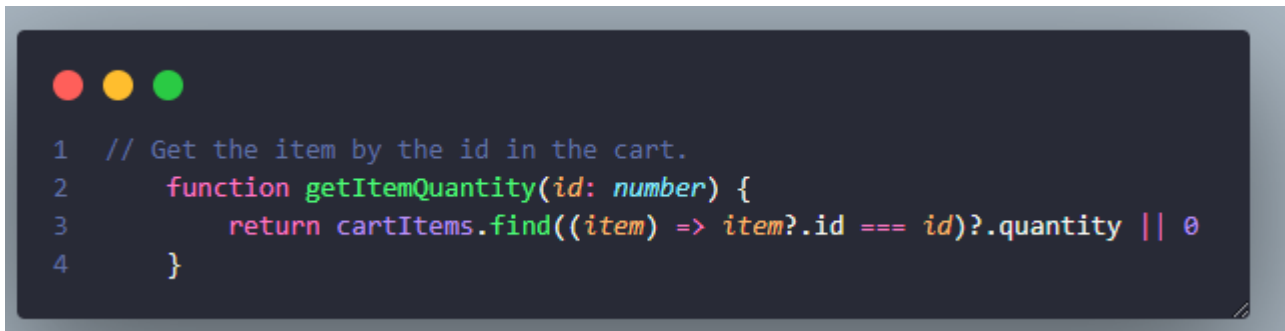 1 // Get the item by the id in the cart.
2     function getItemQuantity(id: number) {
3         return cartItems.find((item) => item?.id === id)?.quantity || 0
4     }